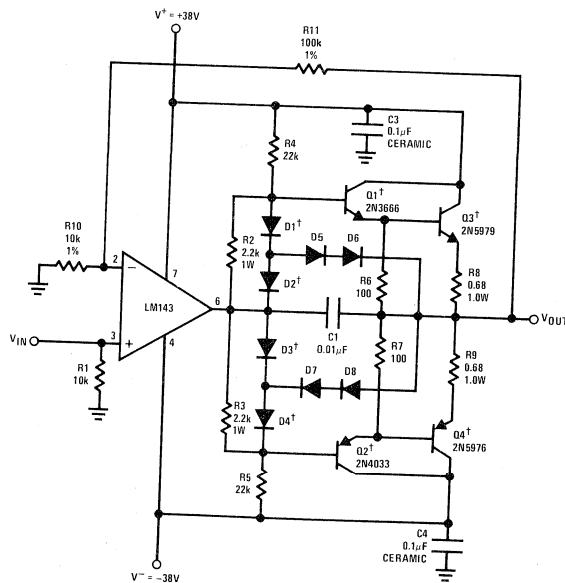 V+ = +38V
R11
100k
1%
C3
0.1μF
CERAMIC
R4
22k
Q1†
2N3666
Q3†
2N5979
R10
10k
1%
D1†
D5
D6
R2
2.2k
1W
2
7
D2†
R6
100
R8
0.68
1.0W
LM143
6
VOUT
VIN
3
4
C1
0.01μF
R7
100
R1
10k
D3†
R9
0.68
1.0W
D7
D8
R3
2.2k
1W
D4†
Q4†
2N5976
Q2†
2N4033
R5
22k
C4
0.1μF
CERAMIC
V− = −38V